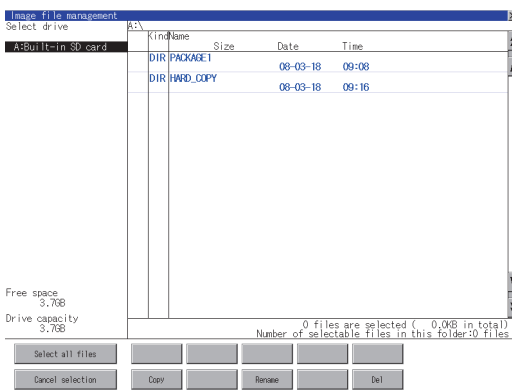 Image file management
Select drive
A:\
A:Built-in SD card
Kind Name
Size Date Time
DIR PACKAGE1
08-03-18 09:08
DIR HARD_COPY
08-03-18 09:16
Free space
3.7GB
Drive capacity
3.7GB
0 files are selected ( 0.0KB in total)
Number of selectable files in this folder:0 files
Select all files
Cancel selection Copy Rename Del